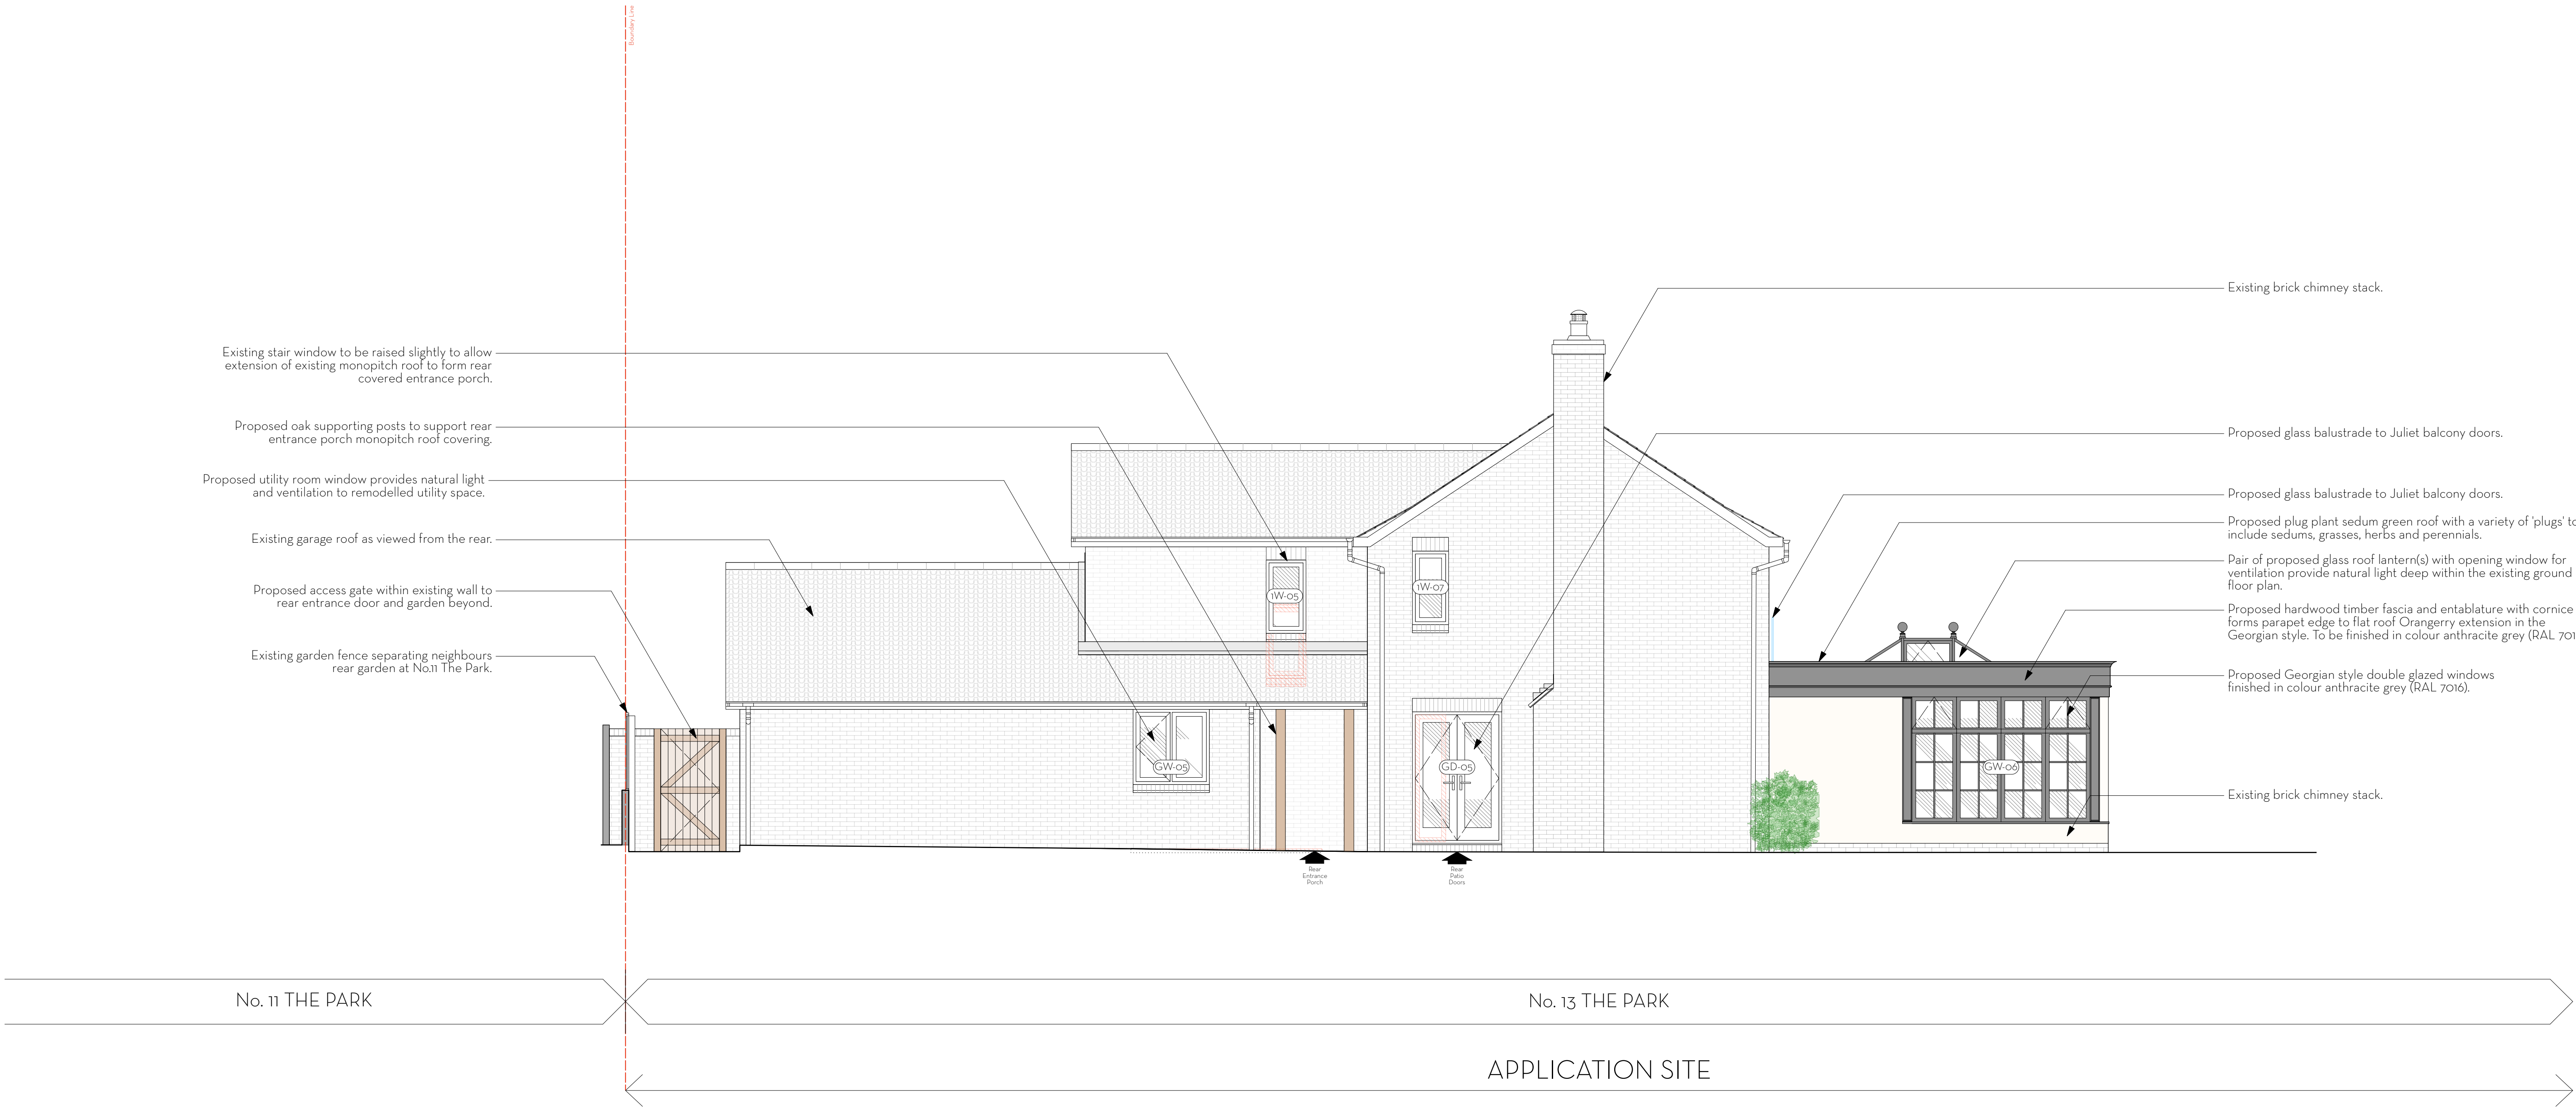 Boundary Line
Existing stair window to be raised slightly to allow
extension of existing monopitch roof to form rear
covered entrance porch.
Proposed oak supporting posts to support rear
entrance porch monopitch roof covering.
Proposed utility room window provides natural light
and ventilation to remodelled utility space.
Existing garage roof as viewed from the rear.
Proposed access gate within existing wall to
rear entrance door and garden beyond.
Existing garden fence separating neighbours
rear garden at No.11 The Park.
1W-05
1W-07
GW-05
GD-05
GW-06
Rear
Entrance
Porch
Rear
Patio
Doors
Existing brick chimney stack.
Proposed glass balustrade to Juliet balcony doors.
Proposed glass balustrade to Juliet balcony doors.
Proposed plug plant sedum green roof with a variety of 'plugs' to
include sedums, grasses, herbs and perennials.
Pair of proposed glass roof lantern(s) with opening window for
ventilation provide natural light deep within the existing ground
floor plan.
Proposed hardwood timber fascia and entablature with cornice
forms parapet edge to flat roof Orangerry extension in the
Georgian style. To be finished in colour anthracite grey (RAL 701
Proposed Georgian style double glazed windows
finished in colour anthracite grey (RAL 7016).
Existing brick chimney stack.
No. 11 THE PARK
No. 13 THE PARK
APPLICATION SITE